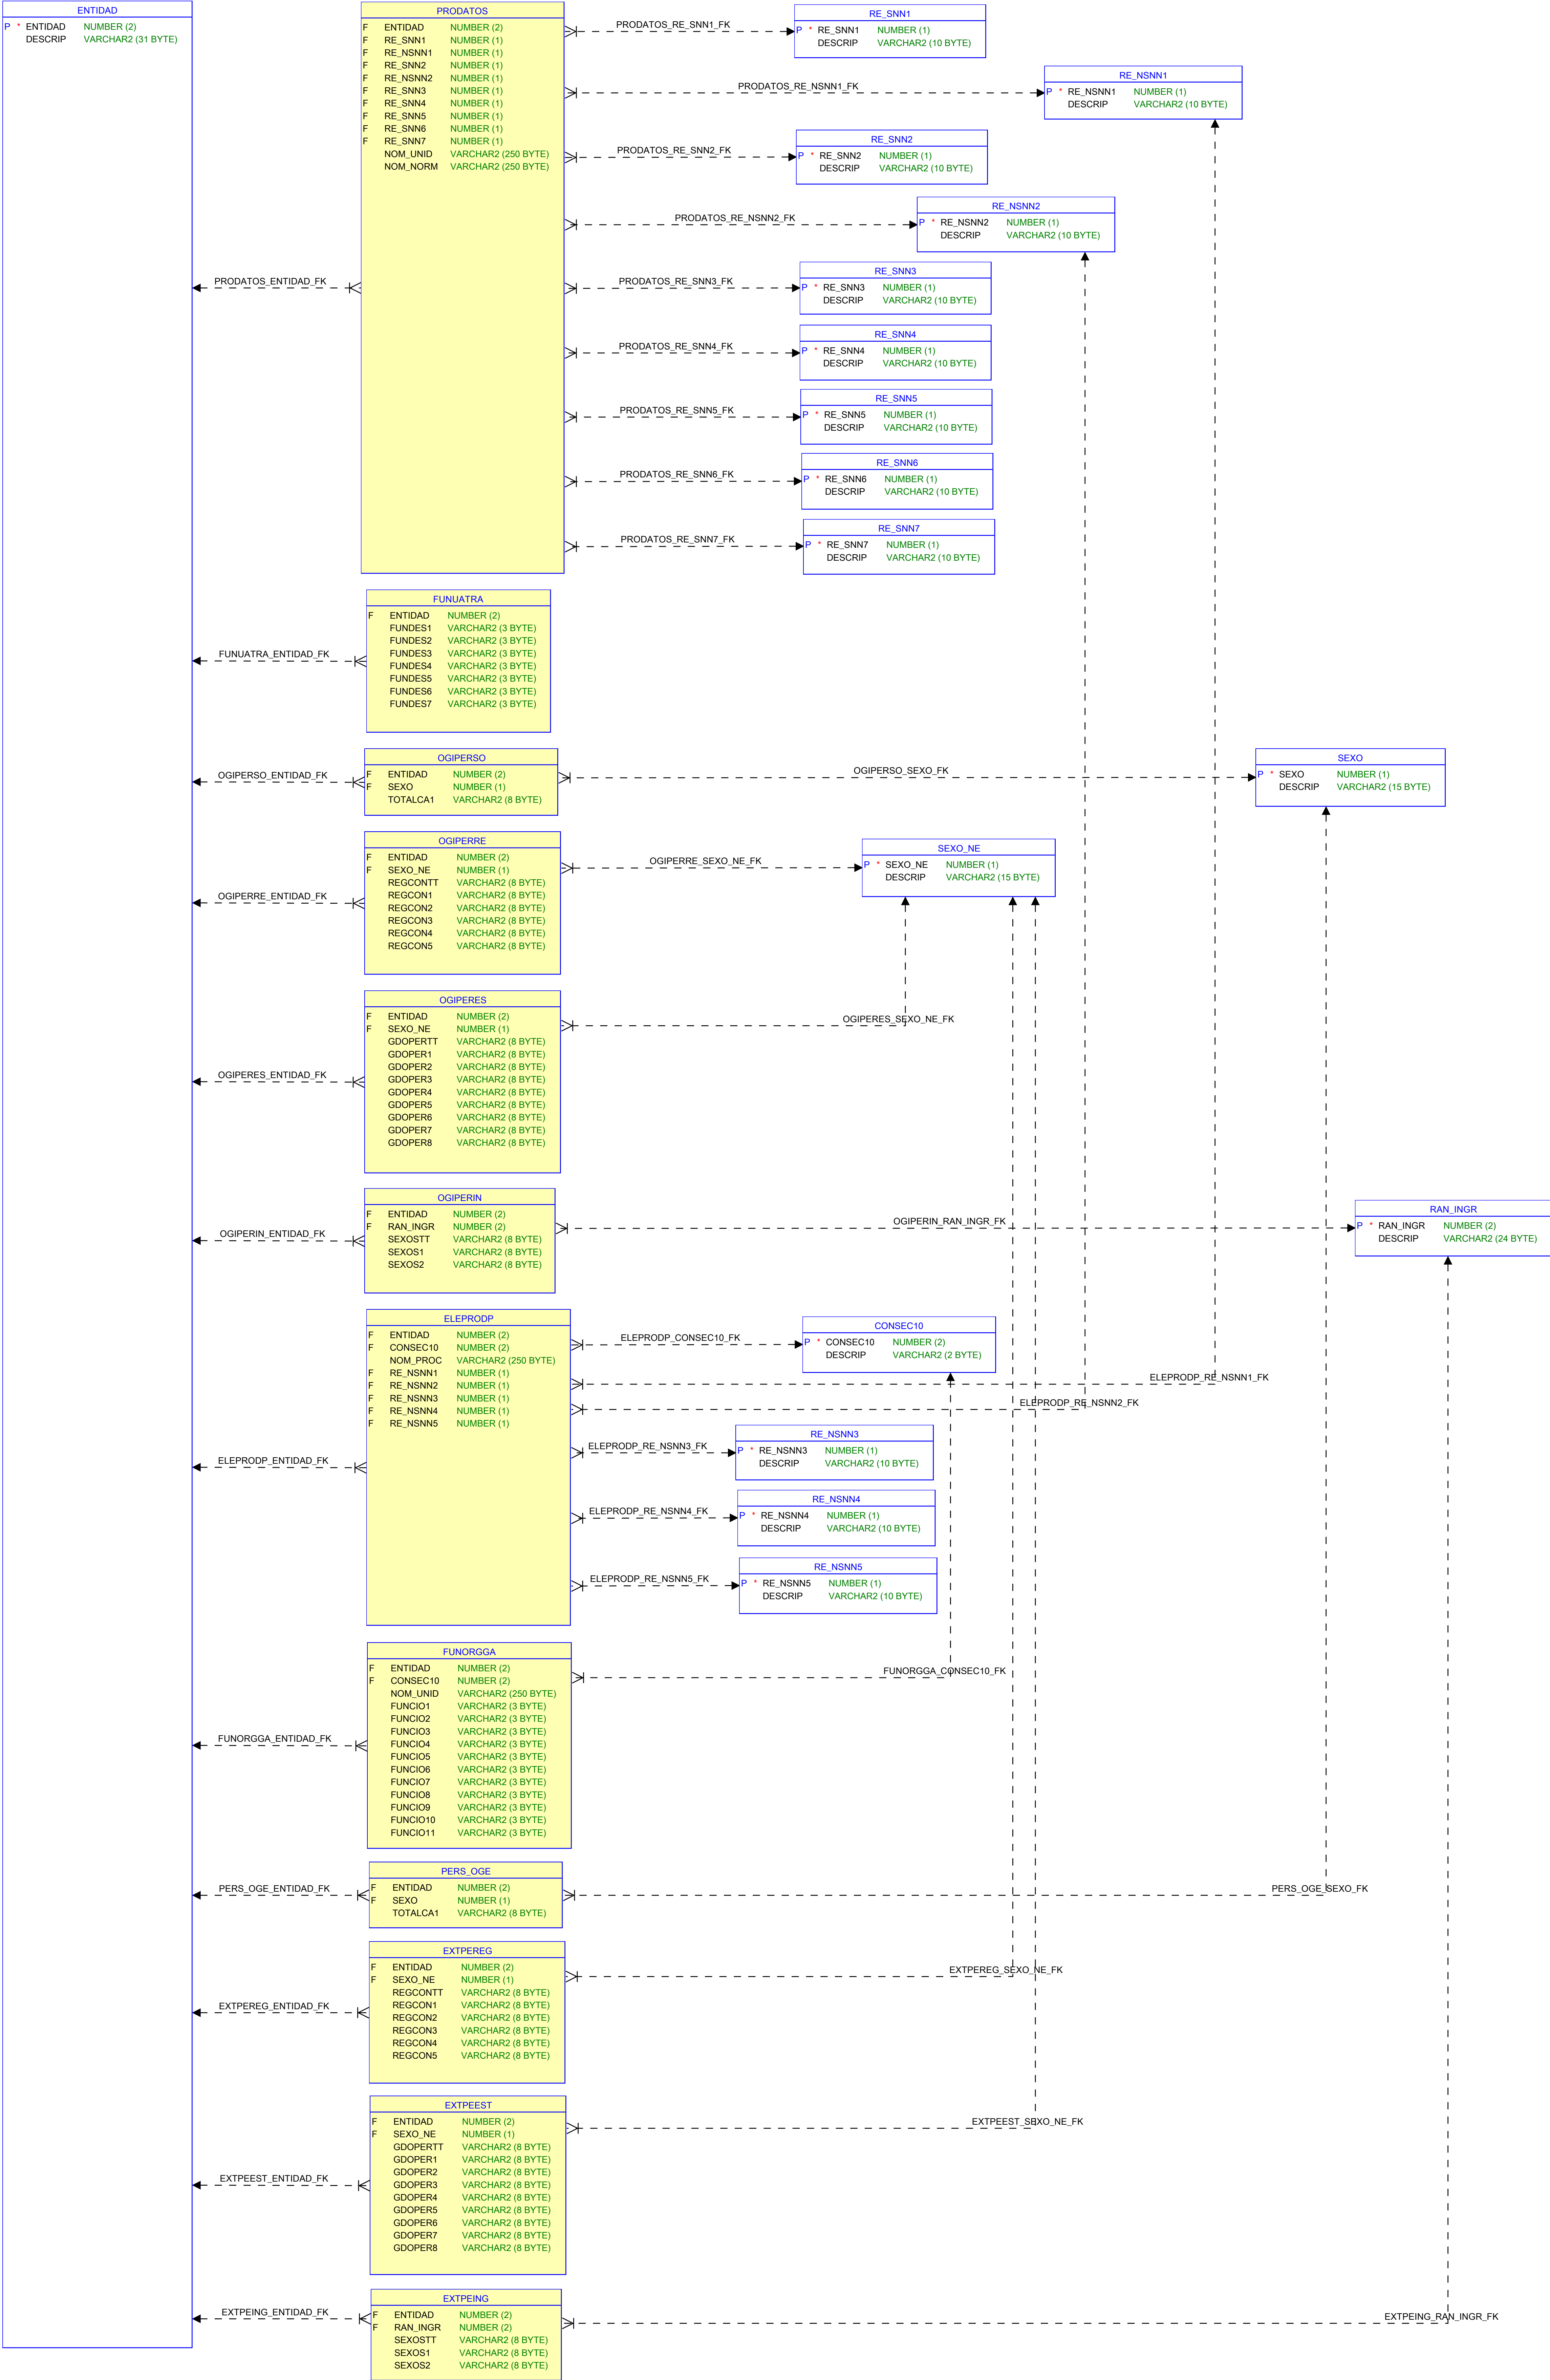 ENTIDAD
P * ENTIDAD NUMBER (2)
DESCRIP VARCHAR2 (31 BYTE)
PRODATOS
F ENTIDAD NUMBER (2)
F RE_SNN1 NUMBER (1)
F RE_NSNN1 NUMBER (1)
F RE_SNN2 NUMBER (1)
F RE_NSNN2 NUMBER (1)
F RE_SNN3 NUMBER (1)
F RE_SNN4 NUMBER (1)
F RE_SNN5 NUMBER (1)
F RE_SNN6 NUMBER (1)
F RE_SNN7 NUMBER (1)
NOM_UNID VARCHAR2 (250 BYTE)
NOM_NORM VARCHAR2 (250 BYTE)
PRODATOS_ENTIDAD_FK
PRODATOS_RE_SNN1_FK
RE_SNN1
P * RE_SNN1 NUMBER (1)
DESCRIP VARCHAR2 (10 BYTE)
PRODATOS_RE_NSNN1_FK
RE_NSNN1
P * RE_NSNN1 NUMBER (1)
DESCRIP VARCHAR2 (10 BYTE)
PRODATOS_RE_SNN2_FK
RE_SNN2
P * RE_SNN2 NUMBER (1)
DESCRIP VARCHAR2 (10 BYTE)
PRODATOS_RE_NSNN2_FK
RE_NSNN2
P * RE_NSNN2 NUMBER (1)
DESCRIP VARCHAR2 (10 BYTE)
PRODATOS_RE_SNN3_FK
RE_SNN3
P * RE_SNN3 NUMBER (1)
DESCRIP VARCHAR2 (10 BYTE)
PRODATOS_RE_SNN4_FK
RE_SNN4
P * RE_SNN4 NUMBER (1)
DESCRIP VARCHAR2 (10 BYTE)
PRODATOS_RE_SNN5_FK
RE_SNN5
P * RE_SNN5 NUMBER (1)
DESCRIP VARCHAR2 (10 BYTE)
PRODATOS_RE_SNN6_FK
RE_SNN6
P * RE_SNN6 NUMBER (1)
DESCRIP VARCHAR2 (10 BYTE)
PRODATOS_RE_SNN7_FK
RE_SNN7
P * RE_SNN7 NUMBER (1)
DESCRIP VARCHAR2 (10 BYTE)
FUNUATRA
F ENTIDAD NUMBER (2)
FUNDES1 VARCHAR2 (3 BYTE)
FUNDES2 VARCHAR2 (3 BYTE)
FUNDES3 VARCHAR2 (3 BYTE)
FUNDES4 VARCHAR2 (3 BYTE)
FUNDES5 VARCHAR2 (3 BYTE)
FUNDES6 VARCHAR2 (3 BYTE)
FUNDES7 VARCHAR2 (3 BYTE)
FUNUATRA_ENTIDAD_FK
OGIPERSO
F ENTIDAD NUMBER (2)
F SEXO NUMBER (1)
TOTALCA1 VARCHAR2 (8 BYTE)
OGIPERSO_ENTIDAD_FK
OGIPERSO_SEXO_FK
SEXO
P * SEXO NUMBER (1)
DESCRIP VARCHAR2 (15 BYTE)
OGIPERRE
F ENTIDAD NUMBER (2)
F SEXO_NE NUMBER (1)
REGCONTT VARCHAR2 (8 BYTE)
REGCON1 VARCHAR2 (8 BYTE)
REGCON2 VARCHAR2 (8 BYTE)
REGCON3 VARCHAR2 (8 BYTE)
REGCON4 VARCHAR2 (8 BYTE)
REGCON5 VARCHAR2 (8 BYTE)
OGIPERRE_ENTIDAD_FK
OGIPERRE_SEXO_NE_FK
SEXO_NE
P * SEXO_NE NUMBER (1)
DESCRIP VARCHAR2 (15 BYTE)
OGIPERES
F ENTIDAD NUMBER (2)
F SEXO_NE NUMBER (1)
GDOPERTT VARCHAR2 (8 BYTE)
GDOPER1 VARCHAR2 (8 BYTE)
GDOPER2 VARCHAR2 (8 BYTE)
GDOPER3 VARCHAR2 (8 BYTE)
GDOPER4 VARCHAR2 (8 BYTE)
GDOPER5 VARCHAR2 (8 BYTE)
GDOPER6 VARCHAR2 (8 BYTE)
GDOPER7 VARCHAR2 (8 BYTE)
GDOPER8 VARCHAR2 (8 BYTE)
OGIPERES_ENTIDAD_FK
OGIPERES_SEXO_NE_FK
OGIPERIN
F ENTIDAD NUMBER (2)
F RAN_INGR NUMBER (2)
SEXOSTT VARCHAR2 (8 BYTE)
SEXOS1 VARCHAR2 (8 BYTE)
SEXOS2 VARCHAR2 (8 BYTE)
OGIPERIN_ENTIDAD_FK
OGIPERIN_RAN_INGR_FK
RAN_INGR
P * RAN_INGR NUMBER (2)
DESCRIP VARCHAR2 (24 BYTE)
ELEPRODP
F ENTIDAD NUMBER (2)
F CONSEC10 NUMBER (2)
NOM_PROC VARCHAR2 (250 BYTE)
F RE_NSNN1 NUMBER (1)
F RE_NSNN2 NUMBER (1)
F RE_NSNN3 NUMBER (1)
F RE_NSNN4 NUMBER (1)
F RE_NSNN5 NUMBER (1)
ELEPRODP_ENTIDAD_FK
ELEPRODP_CONSEC10_FK
CONSEC10
P * CONSEC10 NUMBER (2)
DESCRIP VARCHAR2 (2 BYTE)
ELEPRODP_RE_NSNN1_FK
ELEPRODP_RE_NSNN2_FK
ELEPRODP_RE_NSNN3_FK
RE_NSNN3
P * RE_NSNN3 NUMBER (1)
DESCRIP VARCHAR2 (10 BYTE)
ELEPRODP_RE_NSNN4_FK
RE_NSNN4
P * RE_NSNN4 NUMBER (1)
DESCRIP VARCHAR2 (10 BYTE)
ELEPRODP_RE_NSNN5_FK
RE_NSNN5
P * RE_NSNN5 NUMBER (1)
DESCRIP VARCHAR2 (10 BYTE)
FUNORGGA
F ENTIDAD NUMBER (2)
F CONSEC10 NUMBER (2)
NOM_UNID VARCHAR2 (250 BYTE)
FUNCIO1 VARCHAR2 (3 BYTE)
FUNCIO2 VARCHAR2 (3 BYTE)
FUNCIO3 VARCHAR2 (3 BYTE)
FUNCIO4 VARCHAR2 (3 BYTE)
FUNCIO5 VARCHAR2 (3 BYTE)
FUNCIO6 VARCHAR2 (3 BYTE)
FUNCIO7 VARCHAR2 (3 BYTE)
FUNCIO8 VARCHAR2 (3 BYTE)
FUNCIO9 VARCHAR2 (3 BYTE)
FUNCIO10 VARCHAR2 (3 BYTE)
FUNCIO11 VARCHAR2 (3 BYTE)
FUNORGGA_ENTIDAD_FK
FUNORGGA_CONSEC10_FK
PERS_OGE
F ENTIDAD NUMBER (2)
F SEXO NUMBER (1)
TOTALCA1 VARCHAR2 (8 BYTE)
PERS_OGE_ENTIDAD_FK
PERS_OGE_SEXO_FK
EXTPEREG
F ENTIDAD NUMBER (2)
F SEXO_NE NUMBER (1)
REGCONTT VARCHAR2 (8 BYTE)
REGCON1 VARCHAR2 (8 BYTE)
REGCON2 VARCHAR2 (8 BYTE)
REGCON3 VARCHAR2 (8 BYTE)
REGCON4 VARCHAR2 (8 BYTE)
REGCON5 VARCHAR2 (8 BYTE)
EXTPEREG_ENTIDAD_FK
EXTPEREG_SEXO_NE_FK
EXTPEEST
F ENTIDAD NUMBER (2)
F SEXO_NE NUMBER (1)
GDOPERTT VARCHAR2 (8 BYTE)
GDOPER1 VARCHAR2 (8 BYTE)
GDOPER2 VARCHAR2 (8 BYTE)
GDOPER3 VARCHAR2 (8 BYTE)
GDOPER4 VARCHAR2 (8 BYTE)
GDOPER5 VARCHAR2 (8 BYTE)
GDOPER6 VARCHAR2 (8 BYTE)
GDOPER7 VARCHAR2 (8 BYTE)
GDOPER8 VARCHAR2 (8 BYTE)
EXTPEEST_ENTIDAD_FK
EXTPEEST_SEXO_NE_FK
EXTPEING
F ENTIDAD NUMBER (2)
F RAN_INGR NUMBER (2)
SEXOSTT VARCHAR2 (8 BYTE)
SEXOS1 VARCHAR2 (8 BYTE)
SEXOS2 VARCHAR2 (8 BYTE)
EXTPEING_ENTIDAD_FK
EXTPEING_RAN_INGR_FK